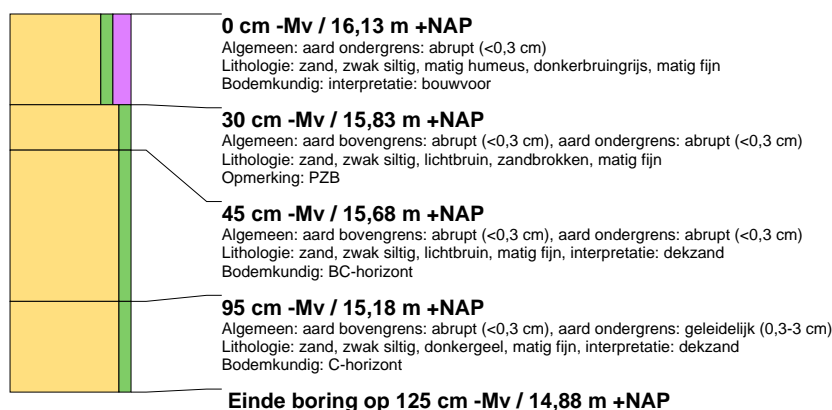 0 cm -Mv / 16,13 m +NAP
Algemeen: aard ondergrens: abrupt (<0,3 cm)
Lithologie: zand, zwak siltig, matig humeus, donkerbruingrijs, matig fijn
Bodemkundig: interpretatie: bouwvoor
30 cm -Mv / 15,83 m +NAP
Algemeen: aard bovengrens: abrupt (<0,3 cm), aard ondergrens: abrupt (<0,3 cm)
Lithologie: zand, zwak siltig, lichtbruin, zandbrokken, matig fijn
Opmerking: PZB
45 cm -Mv / 15,68 m +NAP
Algemeen: aard bovengrens: abrupt (<0,3 cm), aard ondergrens: abrupt (<0,3 cm)
Lithologie: zand, zwak siltig, lichtbruin, matig fijn, interpretatie: dekzand
Bodemkundig: BC-horizont
95 cm -Mv / 15,18 m +NAP
Algemeen: aard bovengrens: abrupt (<0,3 cm), aard ondergrens: geleidelijk (0,3-3 cm)
Lithologie: zand, zwak siltig, donkergeel, matig fijn, interpretatie: dekzand
Bodemkundig: C-horizont
Einde boring op 125 cm -Mv / 14,88 m +NAP